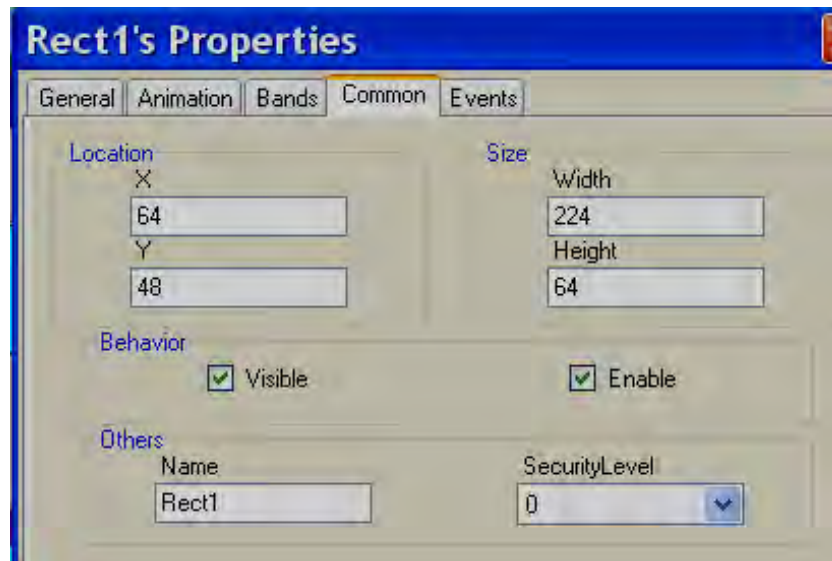 Rect1's Properties
General Animation Bands Common Events
Location Size
X Width
64 224
Y Height
48 64
Behavior
Visible Enable
Others
Name SecurityLevel
Rect1 0